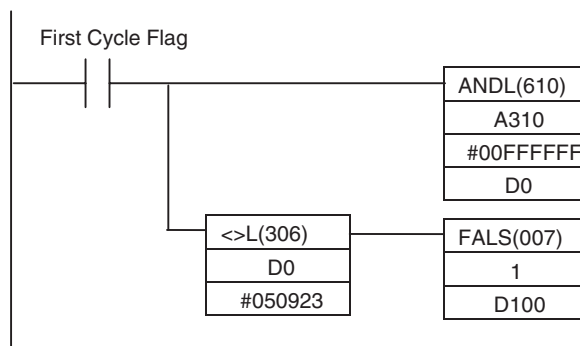 First Cycle Flag
ANDL(610)
A310
#00FFFFFF
D0
<>L(306)
D0
#050923
FALS(007)
1
D100